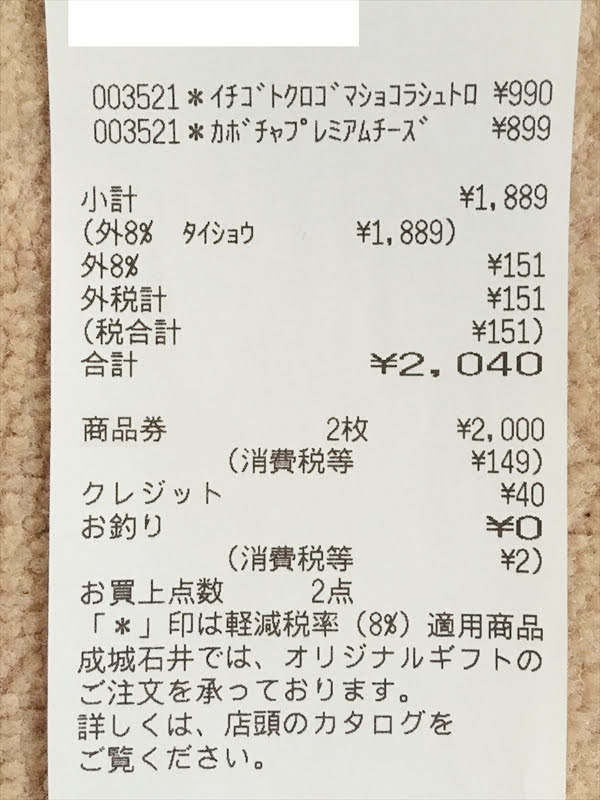 003521*ｲﾁｺﾞﾄｸﾛｺﾞﾏｼｮｺﾗｼｭﾄﾛ ¥990
003521*ｶﾎﾞﾁｬﾌﾟﾚﾐｱﾑﾁｰｽﾞ ¥899
小計 ¥1,889
(外8% ﾀｲｼｮｳ ¥1,889)
外8% ¥151
外税計 ¥151
(税合計 ¥151)
合計 ¥2,040
商品券 2枚 ¥2,000
(消費税等 ¥149)
クレジット ¥40
お釣り ¥0
(消費税等 ¥2)
お買上点数 2点
「*」印は軽減税率(8%)適用商品
成城石井では、オリジナルギフトの
ご注文を承っております。
詳しくは、店頭のカタログを
ご覧ください。